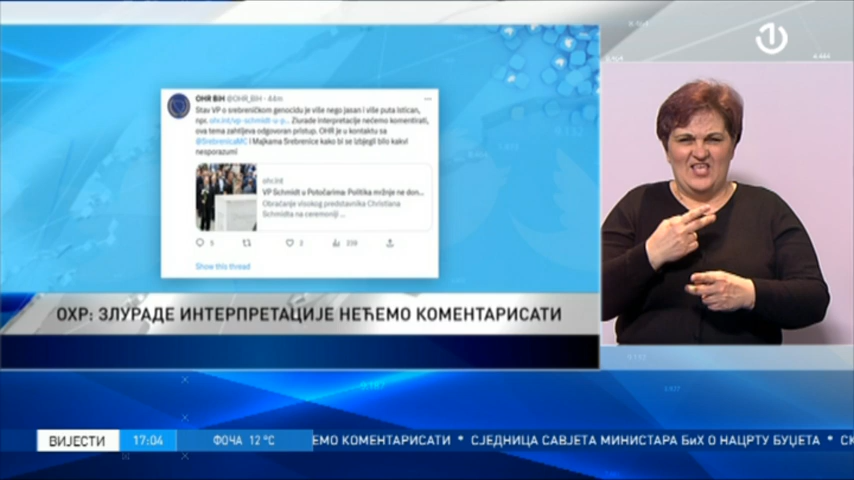 OHR BiH @OHR_BiH · 44m
Stav VP o srebreničkom genocidu je više nego jasan i više puta istican,
npr. ohr.int/vp-schmidt-u-p... Zlurade interpretacije nećemo komentirati,
ova tema zahtijeva odgovoran pristup. OHR je u kontaktu sa
@SrebrenicaMC i Majkama Srebrenice kako bi se izbjegli bilo kakvi
nesporazumi
ohr.int
VP Schmidt u Potočarima: Politika mržnje ne don...
Obraćanje visokog predstavnika Christiana
Schmidta na ceremoniji ...
5 2 239
Show this thread
ОХР: ЗЛУРАДЕ ИНТЕРПРЕТАЦИЈЕ НЕЋЕМО КОМЕНТАРИСАТИ
ВИЈЕСТИ 17:04 ФОЧА 12 °C ЕМО КОМЕНТАРИСАТИ * СЈЕДНИЦА САВЈЕТА МИНИСТАРА БиХ О НАЦРТУ БУЏЕТА * СК